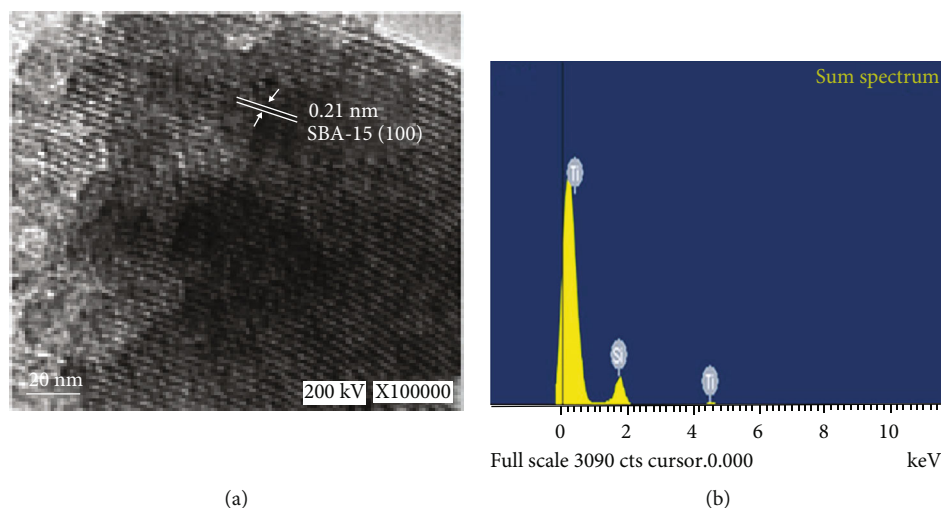 0.21 nm
SBA-15 (100)
20 nm
200 kV X100000
(a)
Sum spectrum
Ti
Si
Ti
0 2 4 6 8 10
Full scale 3090 cts cursor.0.000 keV
(b)